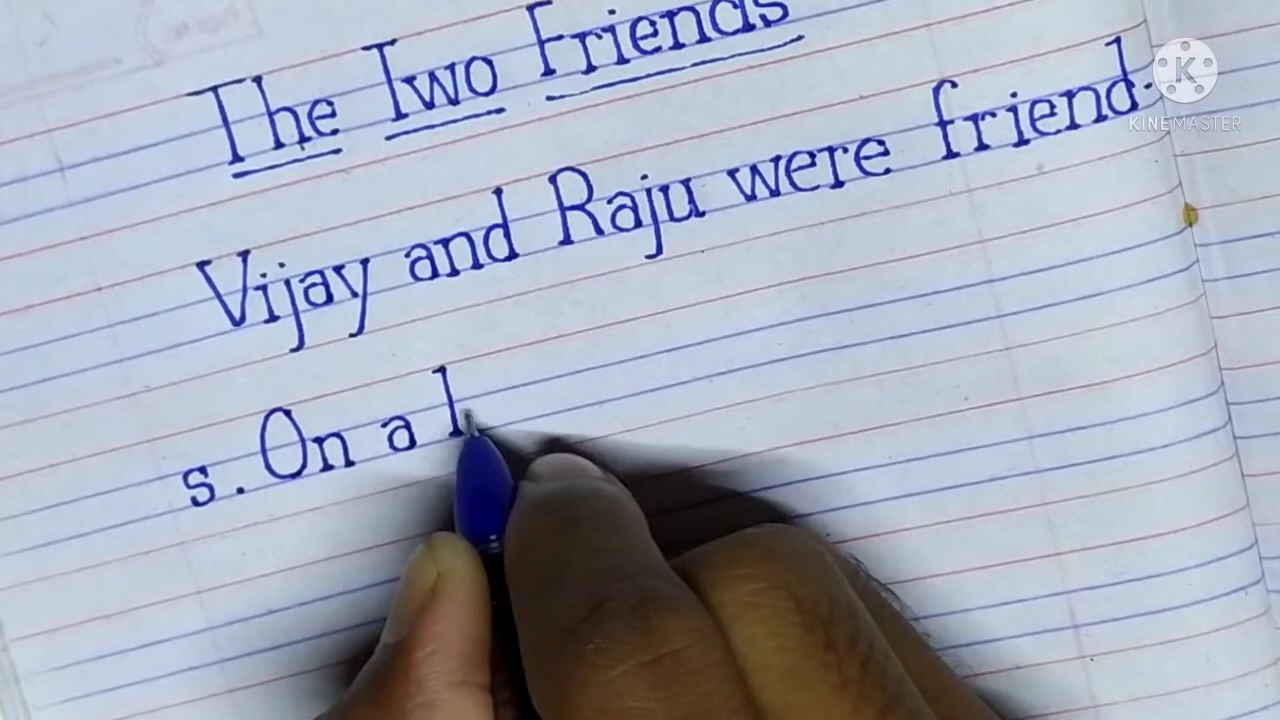 The Two Friends
Vijay and Raju were friend.
s. On a
K
KINEMASTER